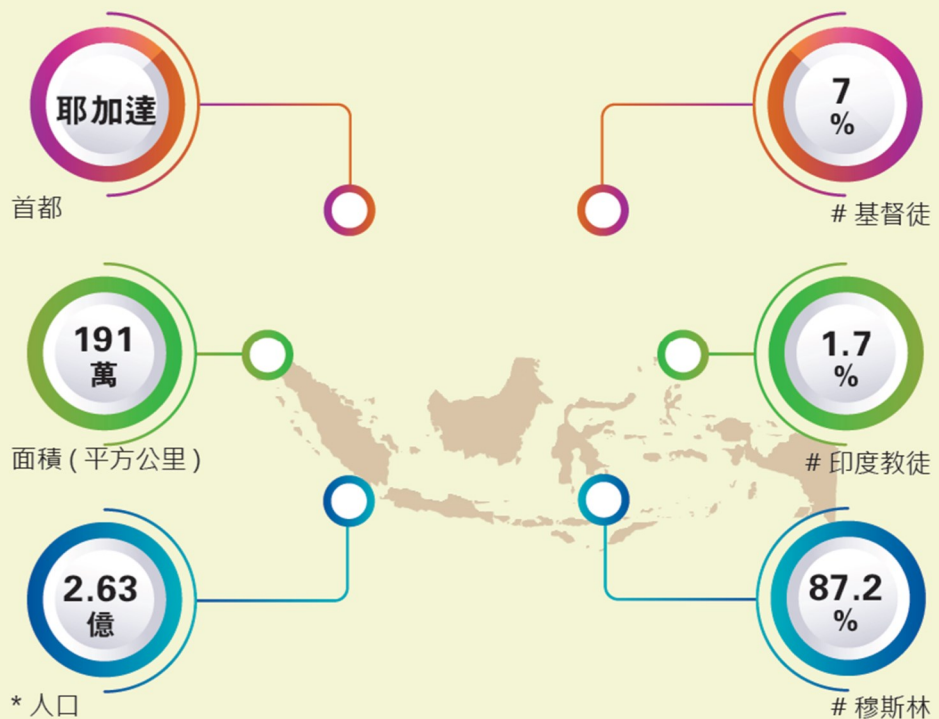 耶加達
首都
7
%
# 基督徒
191
萬
面積 ( 平方公里 )
1.7
%
# 印度教徒
2.63
億
* 人口
87.2
%
# 穆斯林